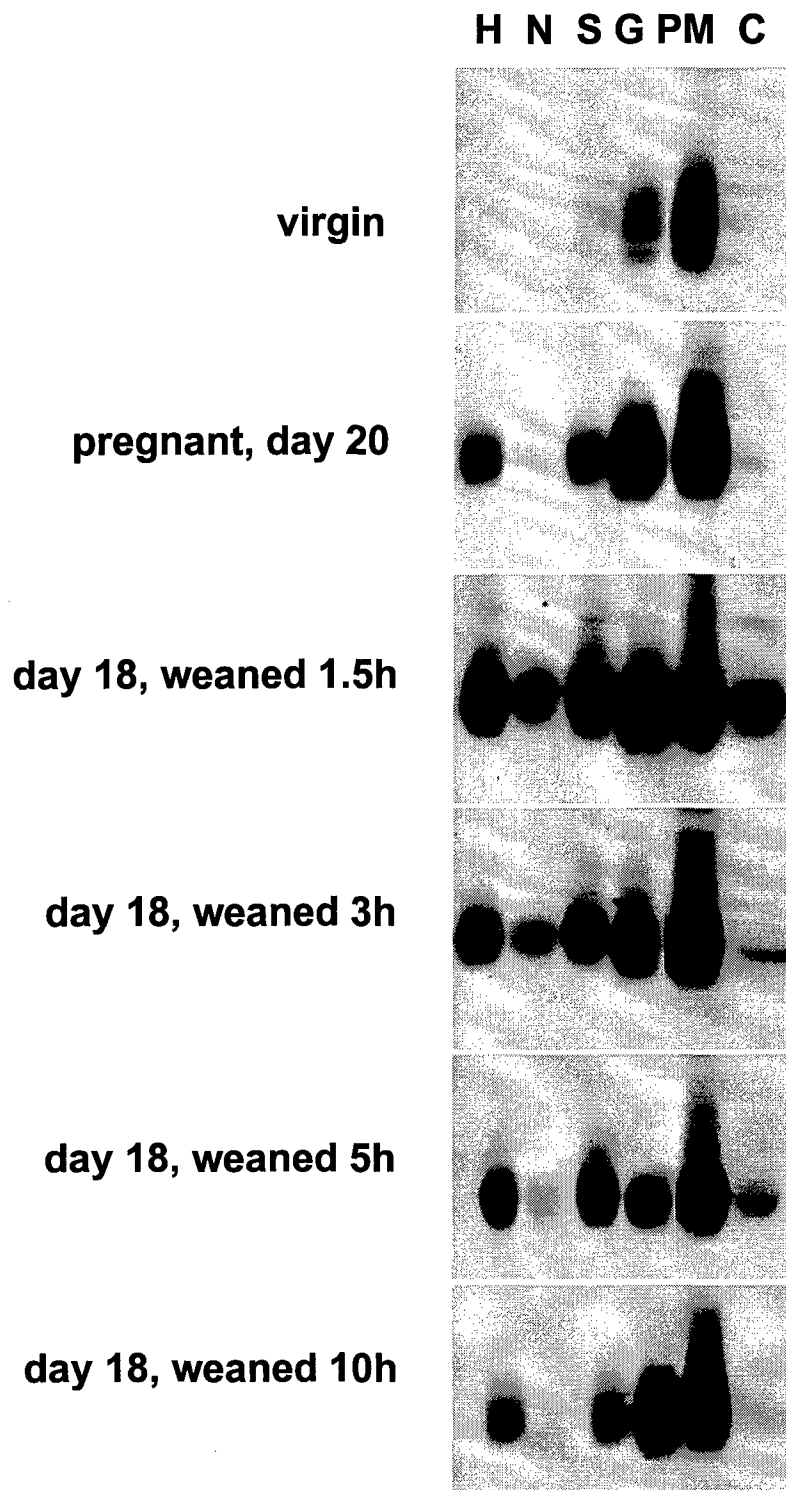 H N S G PM C
virgin
pregnant, day 20
day 18, weaned 1.5h
day 18, weaned 3h
day 18, weaned 5h
day 18, weaned 10h